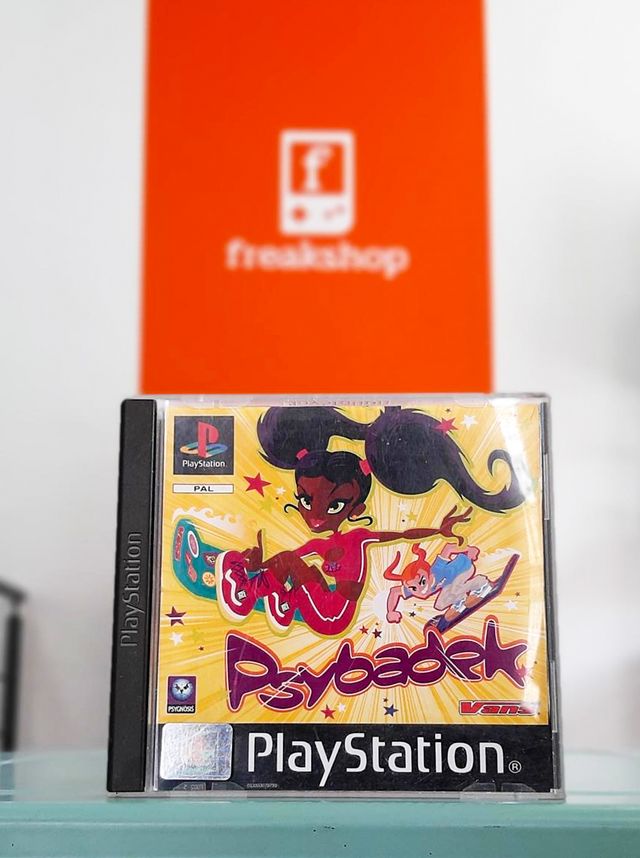 f
freakshop
PlayStation
PlayStation
PAL
Psybadek
PSYGNOSIS
Vans
PlayStation®